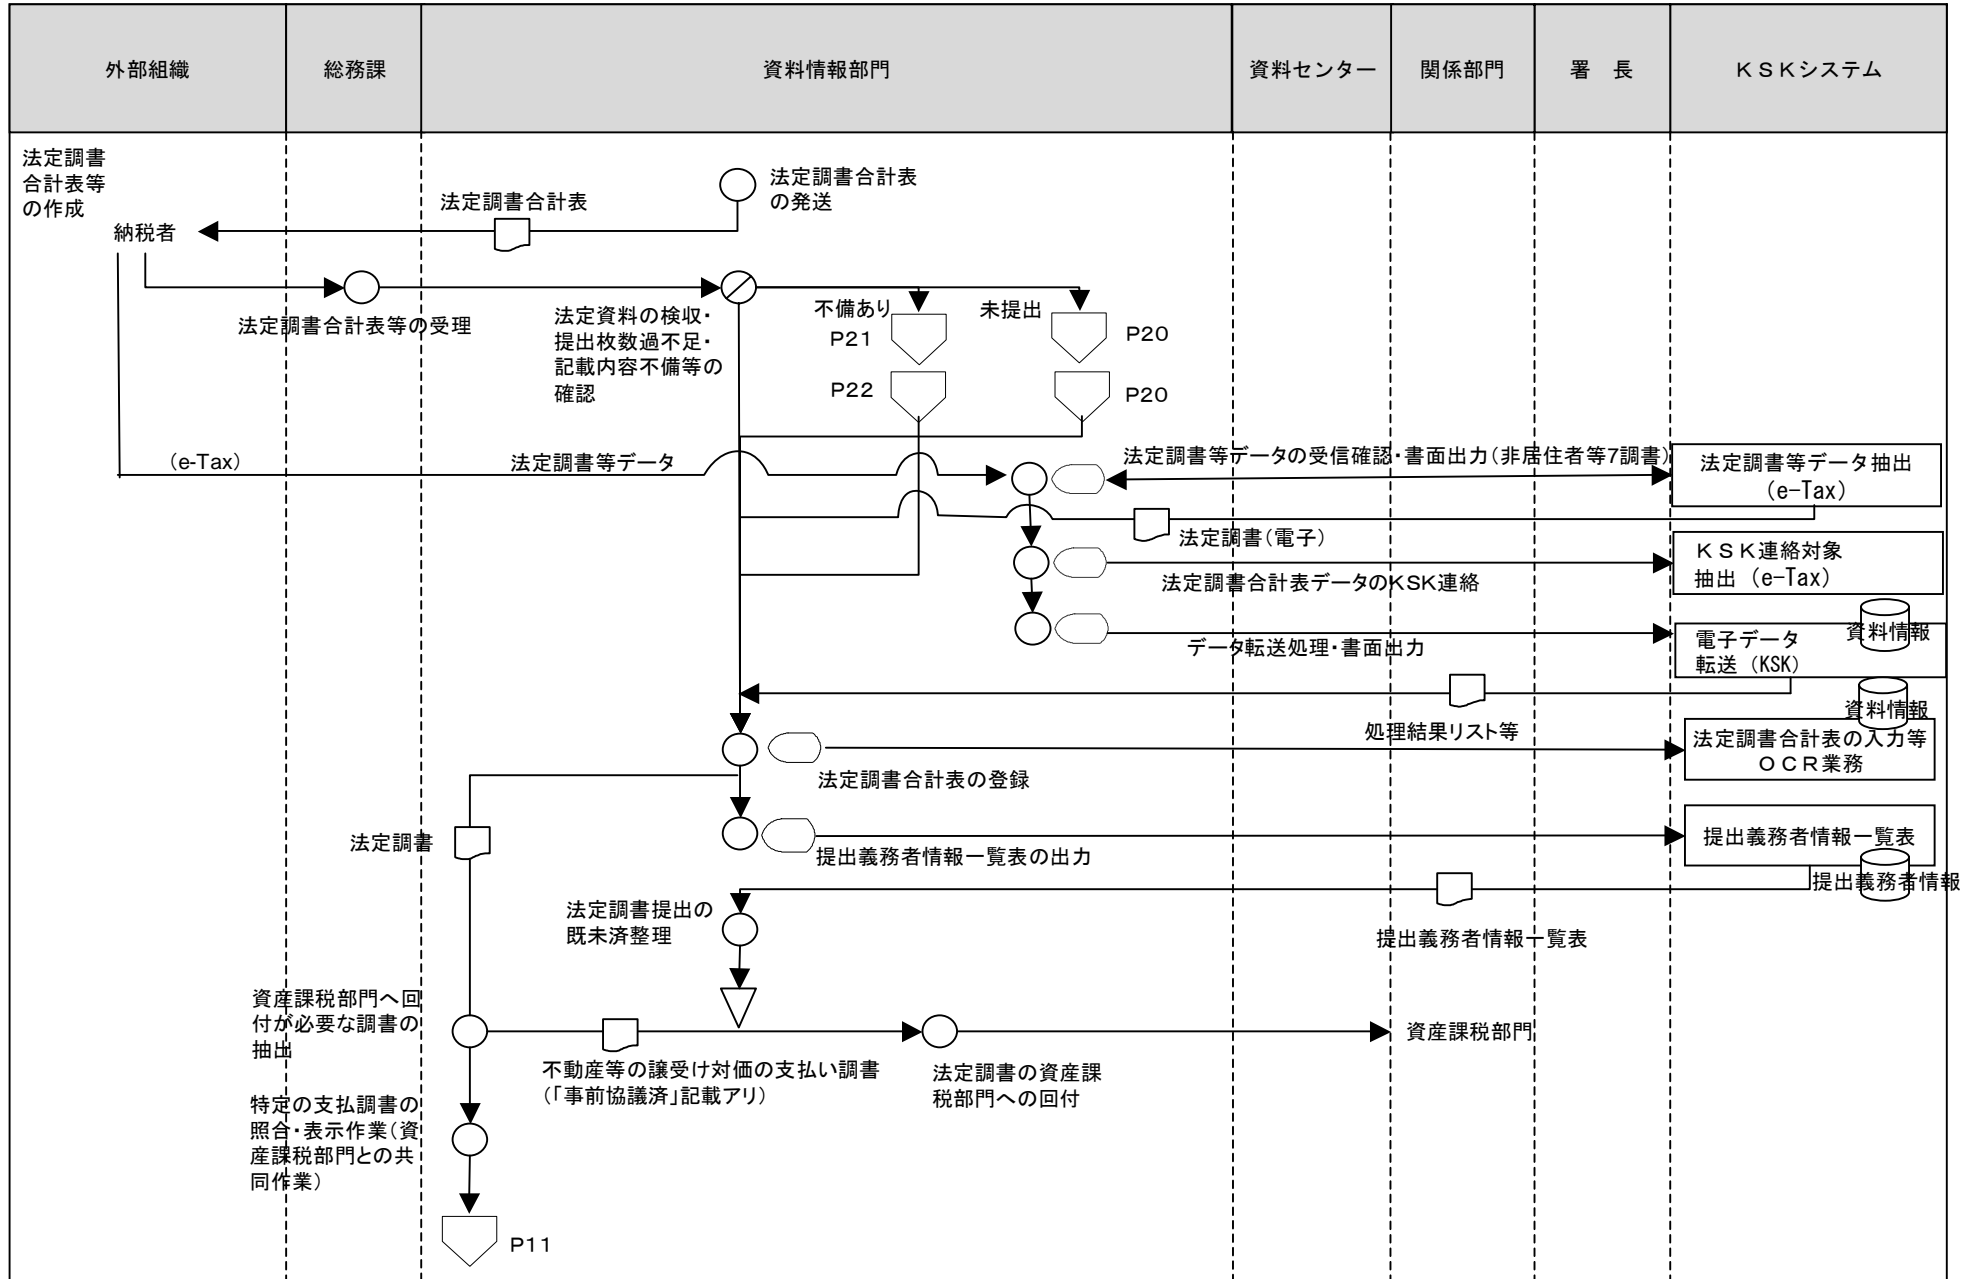 外部組織
総務課
資料情報部門
資料センター
関係部門
署　長
ＫＳＫシステム
法定調書
合計表等
の作成
法定調書合計表
法定調書合計表
の発送
納税者
法定調書合計表等の受理
法定資料の検収・
提出枚数過不足・
記載内容不備等の
確認
不備あり
P21
未提出
P20
P22
P20
（e-Tax）
法定調書等データ
法定調書等データの受信確認・書面出力（非居住者等7調書）
法定調書等データ抽出
（e-Tax）
法定調書（電子）
ＫＳＫ連絡対象
抽出（e-Tax）
法定調書合計表データのKSK連絡
資料情報
電子データ
転送（KSK）
データ転送処理・書面出力
資料情報
処理結果リスト等
法定調書合計表の入力等
ＯＣＲ業務
法定調書合計表の登録
法定調書
提出義務者情報一覧表
提出義務者情報一覧表の出力
提出義務者情報
法定調書提出の
既未済整理
提出義務者情報一覧表
資産課税部門へ回
付が必要な調書の
抽出
資産課税部門
不動産等の譲受け対価の支払い調書
（「事前協議済」記載アリ）
法定調書の資産課
税部門への回付
特定の支払調書の
照合・表示作業（資
産課税部門との共
同作業）
P11